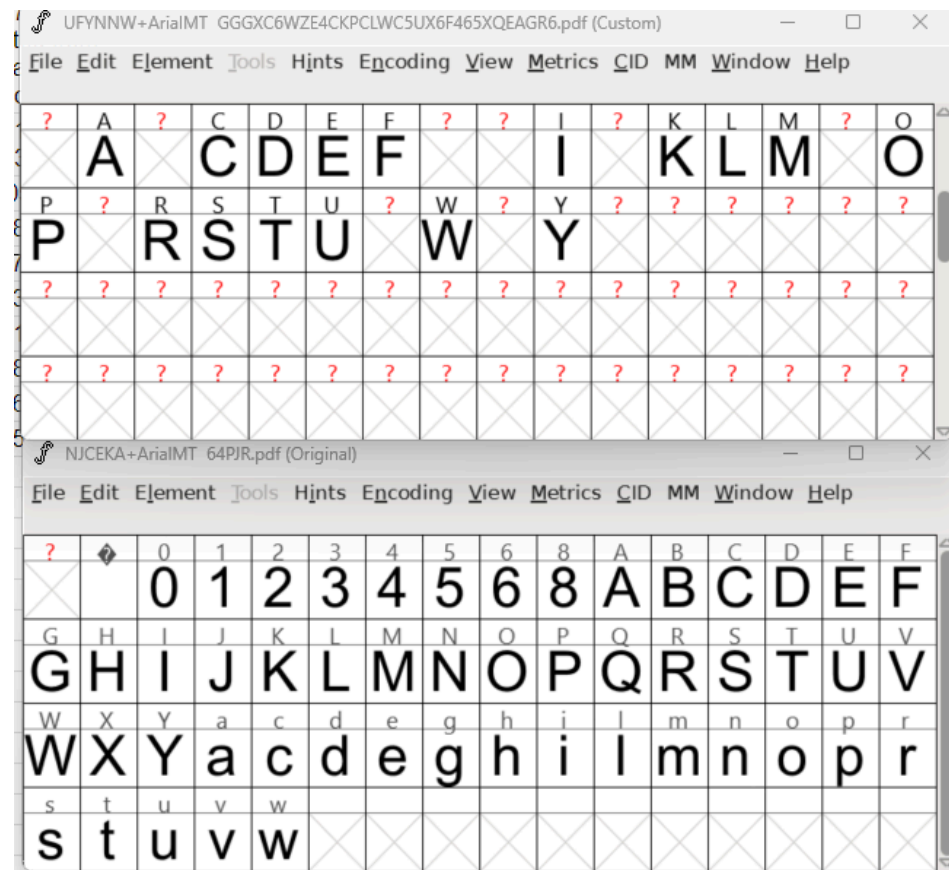 UFYNNW+ArialMT GGGXC6WZE4CKPCLWC5UX6F465XQEAGR6.pdf (Custom)
File Edit Element Tools Hints Encoding View Metrics CID MM Window Help
? A ? C D E F ? ? I ? K L M ? O
A C D E F I K L M O
P ? R S T U ? W ? Y ? ? ? ? ? ?
P R S T U W Y
? ? ? ? ? ? ? ? ? ? ? ? ? ? ? ?
? ? ? ? ? ? ? ? ? ? ? ? ? ? ? ?
NJCEKA+ArialMT 64PJR.pdf (Original)
File Edit Element Tools Hints Encoding View Metrics CID MM Window Help
? � 0 1 2 3 4 5 6 8 A B C D E F
0 1 2 3 4 5 6 8 A B C D E F
G H I J K L M N O P Q R S T U V
G H I J K L M N O P Q R S T U V
W X Y a c d e g h i l m n o p r
W X Y a c d e g h i l m n o p r
s t u v w
s t u v w